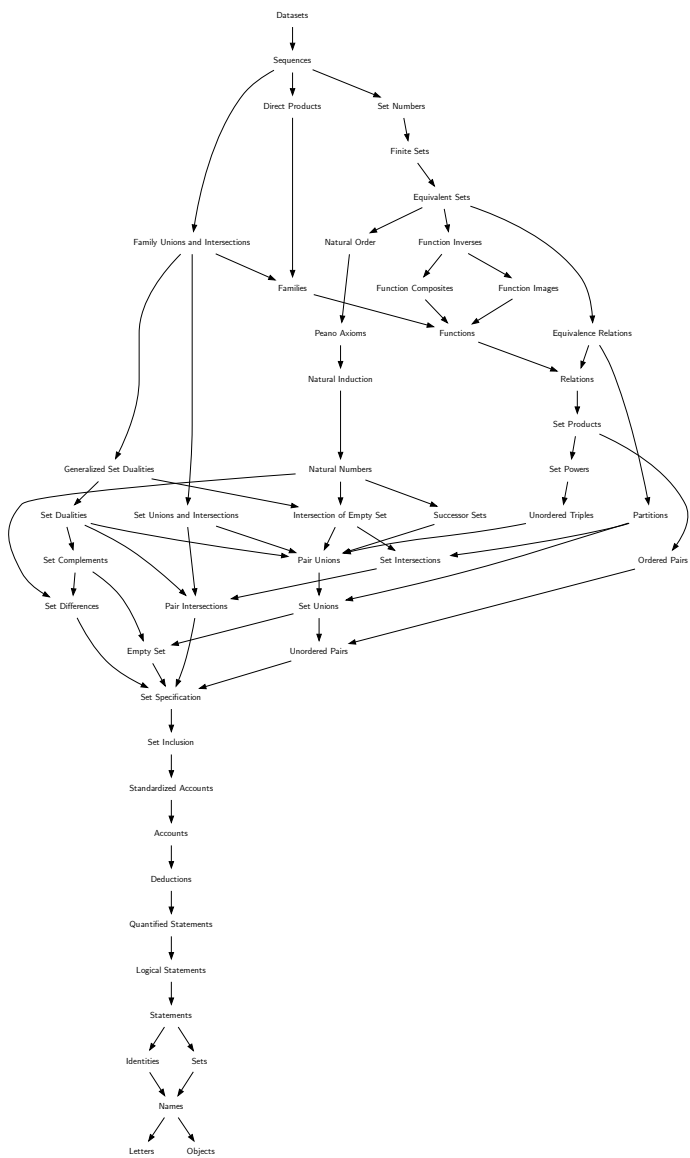 Datasets
Sequences
Direct Products
Set Numbers
Finite Sets
Equivalent Sets
Family Unions and Intersections
Natural Order
Function Inverses
Families
Function Composites
Function Images
Peano Axioms
Functions
Equivalence Relations
Natural Induction
Relations
Set Products
Generalized Set Dualities
Natural Numbers
Set Powers
Set Dualities
Set Unions and Intersections
Intersection of Empty Set
Successor Sets
Unordered Triples
Partitions
Set Complements
Pair Unions
Set Intersections
Ordered Pairs
Set Differences
Pair Intersections
Set Unions
Empty Set
Unordered Pairs
Set Specification
Set Inclusion
Standardized Accounts
Accounts
Deductions
Quantified Statements
Logical Statements
Statements
Identities
Sets
Names
Letters
Objects